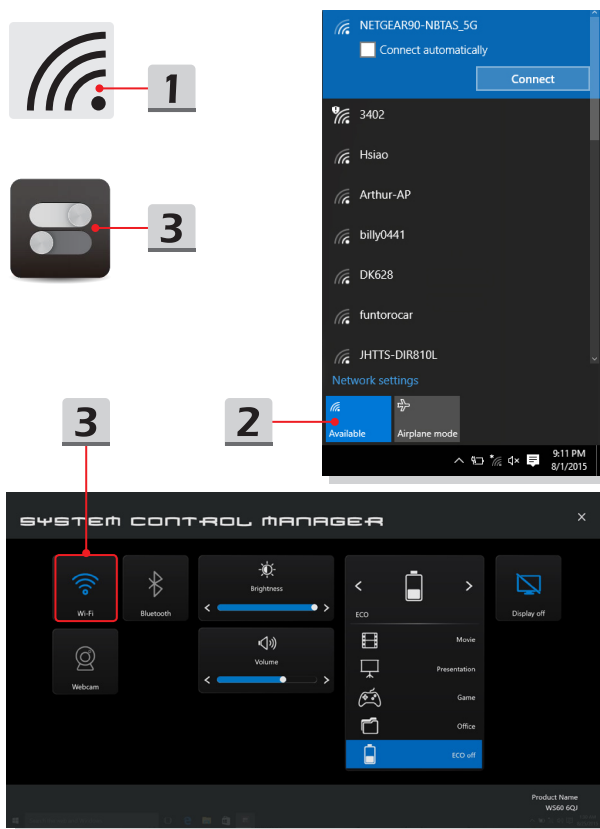 1
3
NETGEAR90-NBTAS_5G
Connect automatically
Connect
3402
Hsiao
Arthur-AP
billy0441
DK628
funtorocar
JHTTS-DIR810L
Network settings
2
Available
Airplane mode
9:11 PM
8/1/2015
3
SYSTEM CONTROL MANAGER
Wi-Fi
Bluetooth
Brightness
Volume
Webcam
ECO
Movie
Presentation
Game
Office
ECO off
Display off
Product Name
WS60 6QJ